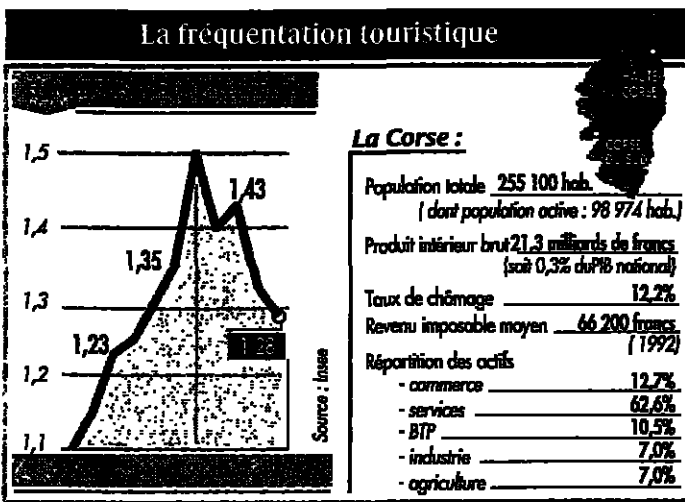 La fréquentation touristique
1,5
1,4
1,3
1,2
1,1
1,43
1,35
1,23
1,28
Source : Insee
HAUTE
CORSE
CORSE
DU SUD
La Corse :
Population totale 255 100 hab.
( dont population active : 98 974 hab.)
Produit intérieur brut 21,3 milliards de francs
(soit 0,3% du PIB national)
Taux de chômage 12,2%
Revenu imposable moyen 66 200 francs
( 1992)
Répartition des actifs
- commerce 12,7%
- services 62,6%
- BTP 10,5%
- industrie 7,0%
- agriculture 7,0%